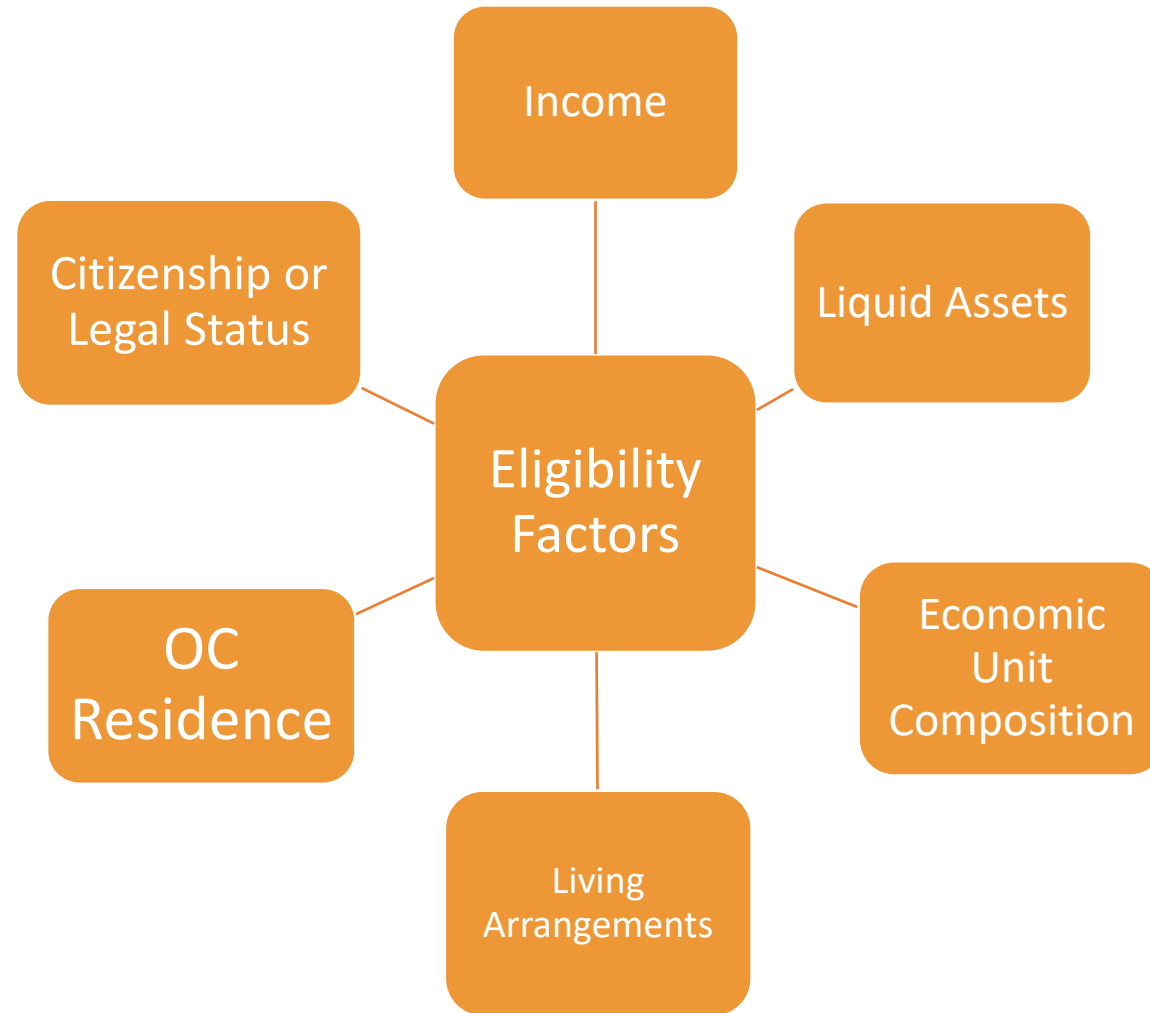 Income
Citizenship or
Legal Status
Liquid Assets
Eligibility
Factors
OC
Residence
Economic
Unit
Composition
Living
Arrangements